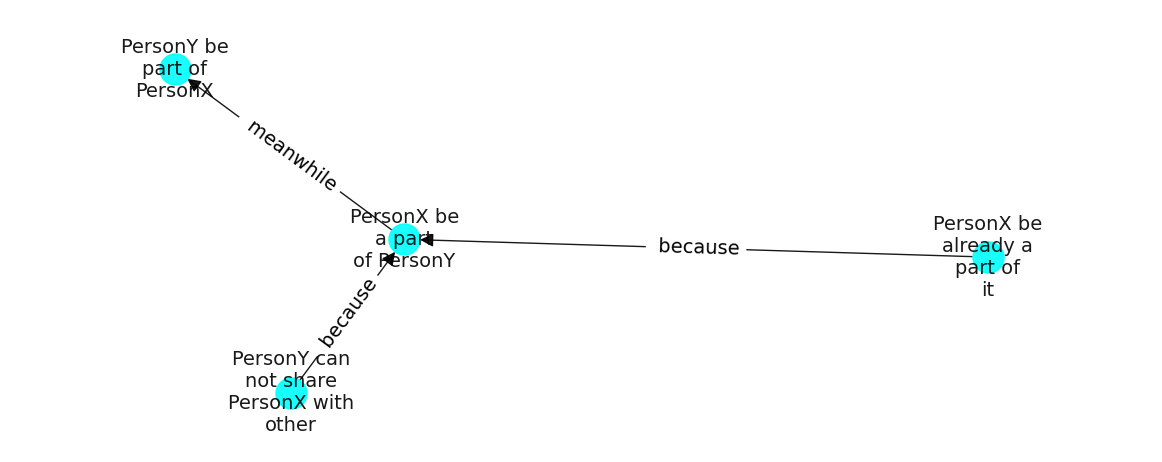 PersonY be
part of
PersonX
meanwhile
PersonX be
a part
of PersonY
because
PersonX be
already a
part of
it
because
PersonY can
not share
PersonX with
other